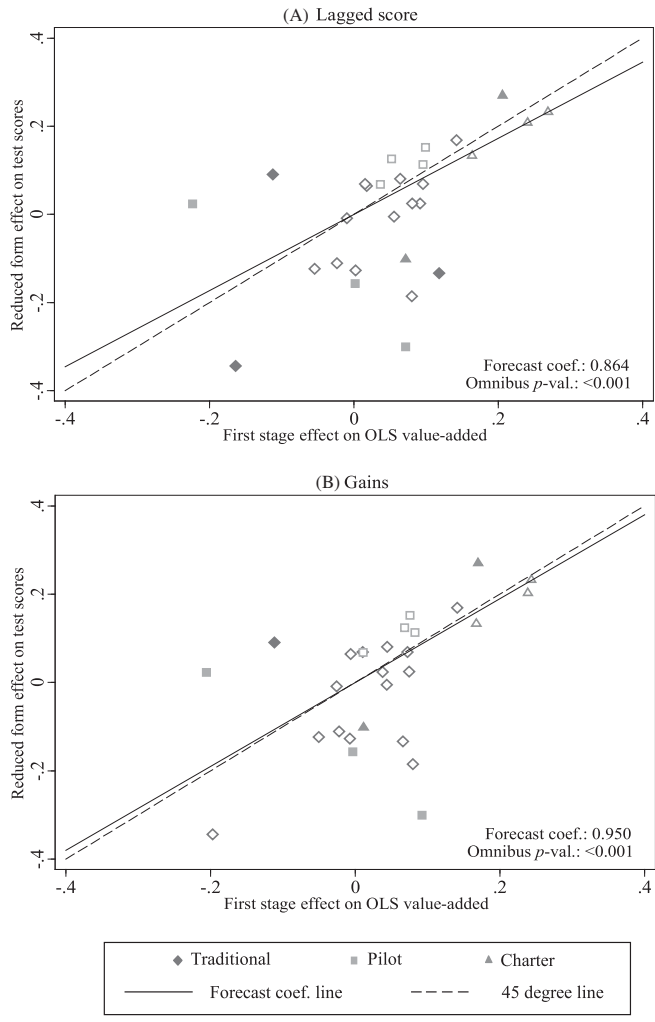 (A) Lagged score
Reduced form effect on test scores
.4
.2
0
-.2
-.4
Forecast coef.: 0.864
Omnibus p-val.: <0.001
-.4 -.2 0 .2 .4
First stage effect on OLS value-added
(B) Gains
Reduced form effect on test scores
.4
.2
0
-.2
-.4
Forecast coef.: 0.950
Omnibus p-val.: <0.001
-.4 -.2 0 .2 .4
First stage effect on OLS value-added
Traditional Pilot Charter
Forecast coef. line 45 degree line